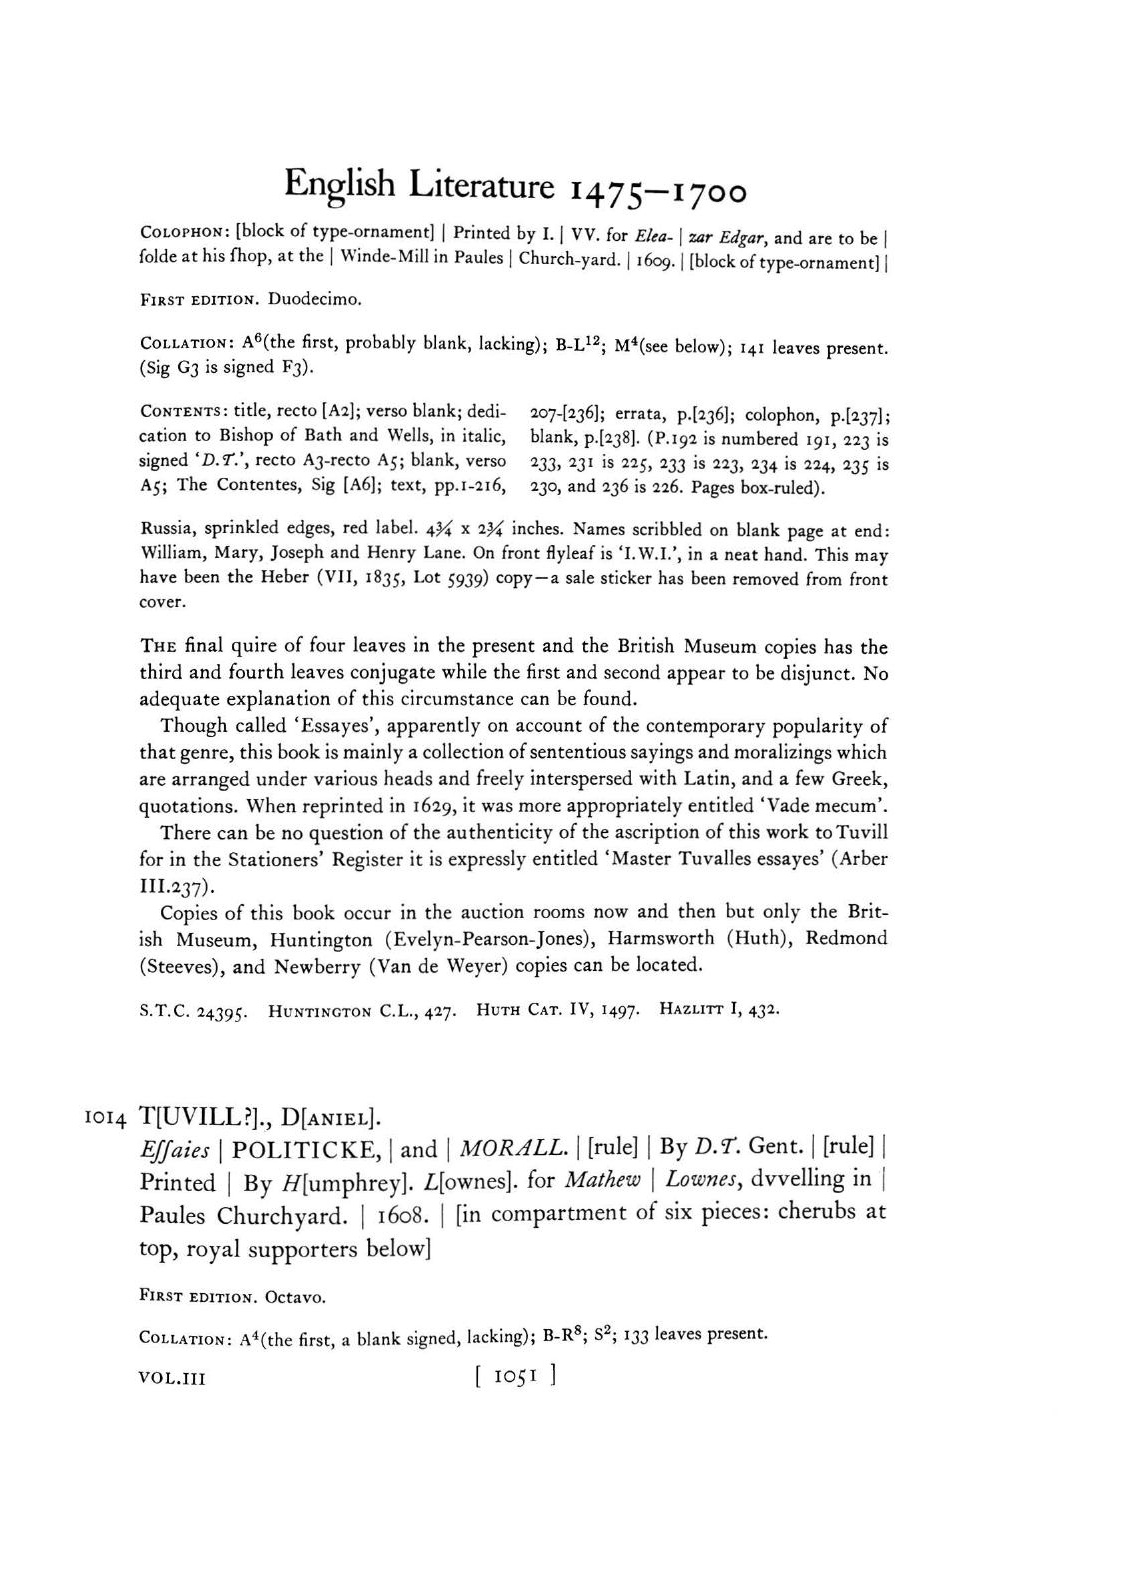 English Literature 1475—1700
COLOPHON: [block of type-ornament] | Printed by I. | VV. for Elea- | zar Edgar, and are to be |
ſolde at his ſhop, at the | Winde-Mill in Paules | Church-yard. | 1609. | [block of type-ornament] |
FIRST EDITION. Duodecimo.
COLLATION: A⁶(the first, probably blank, lacking); B-L¹²; M⁴(see below); 141 leaves present.
(Sig G3 is signed F3).
CONTENTS: title, recto [A2]; verso blank; dedi-
cation to Bishop of Bath and Wells, in italic,
signed ‘D.T.’, recto A3-recto A5; blank, verso
A5; The Contentes, Sig [A6]; text, pp.1-216,
207-[236]; errata, p.[236]; colophon, p.[237];
blank, p.[238]. (P.192 is numbered 191, 223 is
233, 231 is 225, 233 is 223, 234 is 224, 235 is
230, and 236 is 226. Pages box-ruled).
Russia, sprinkled edges, red label. 4¾ x 2¾ inches. Names scribbled on blank page at end:
William, Mary, Joseph and Henry Lane. On front flyleaf is ‘I.W.I.’, in a neat hand. This may
have been the Heber (VII, 1835, Lot 5939) copy—a sale sticker has been removed from front
cover.
THE final quire of four leaves in the present and the British Museum copies has the
third and fourth leaves conjugate while the first and second appear to be disjunct. No
adequate explanation of this circumstance can be found.
Though called ‘Essayes’, apparently on account of the contemporary popularity of
that genre, this book is mainly a collection of sententious sayings and moralizings which
are arranged under various heads and freely interspersed with Latin, and a few Greek,
quotations. When reprinted in 1629, it was more appropriately entitled ‘Vade mecum’.
There can be no question of the authenticity of the ascription of this work to Tuvill
for in the Stationers’ Register it is expressly entitled ‘Master Tuvalles essayes’ (Arber
III.237).
Copies of this book occur in the auction rooms now and then but only the Brit-
ish Museum, Huntington (Evelyn-Pearson-Jones), Harmsworth (Huth), Redmond
(Steeves), and Newberry (Van de Weyer) copies can be located.
S.T.C. 24395. HUNTINGTON C.L., 427. HUTH CAT. IV, 1497. HAZLITT I, 432.
1014 T[UVILL?]., D[ANIEL].
Eſſaies | POLITICKE, | and | MORALL. | [rule] | By D.T. Gent. | [rule] |
Printed | By H[umphrey]. L[ownes]. for Mathew | Lownes, dvvelling in |
Paules Churchyard. | 1608. | [in compartment of six pieces: cherubs at
top, royal supporters below]
FIRST EDITION. Octavo.
COLLATION: A⁴(the first, a blank signed, lacking); B-R⁸; S²; 133 leaves present.
VOL.III [ 1051 ]